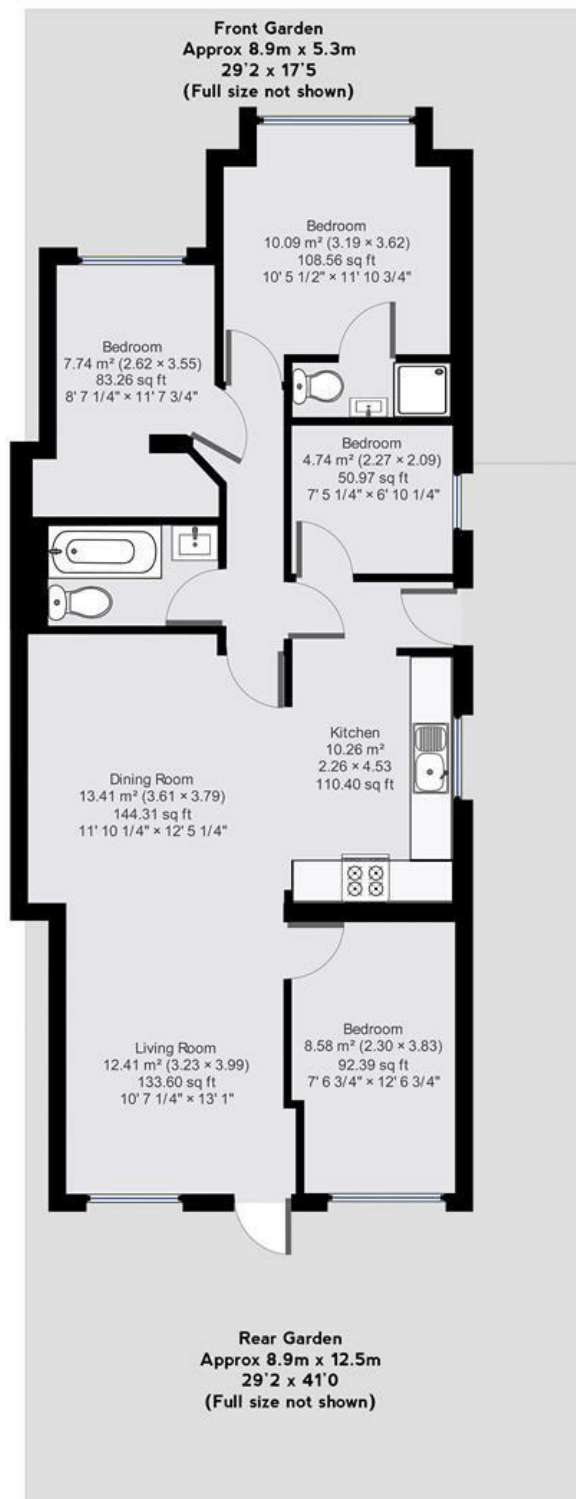 Front Garden
Approx 8.9m x 5.3m
29'2 x 17'5
(Full size not shown)
Bedroom
10.09 m² (3.19 × 3.62)
108.56 sq ft
10' 5 1/2" × 11' 10 3/4"
Bedroom
7.74 m² (2.62 × 3.55)
83.26 sq ft
8' 7 1/4" × 11' 7 3/4"
Bedroom
4.74 m² (2.27 × 2.09)
50.97 sq ft
7' 5 1/4" × 6' 10 1/4"
Kitchen
10.26 m²
2.26 × 4.53
110.40 sq ft
Dining Room
13.41 m² (3.61 × 3.79)
144.31 sq ft
11' 10 1/4" × 12' 5 1/4"
Living Room
12.41 m² (3.23 × 3.99)
133.60 sq ft
10' 7 1/4" × 13' 1"
Bedroom
8.58 m² (2.30 × 3.83)
92.39 sq ft
7' 6 3/4" × 12' 6 3/4"
Rear Garden
Approx 8.9m x 12.5m
29'2 x 41'0
(Full size not shown)